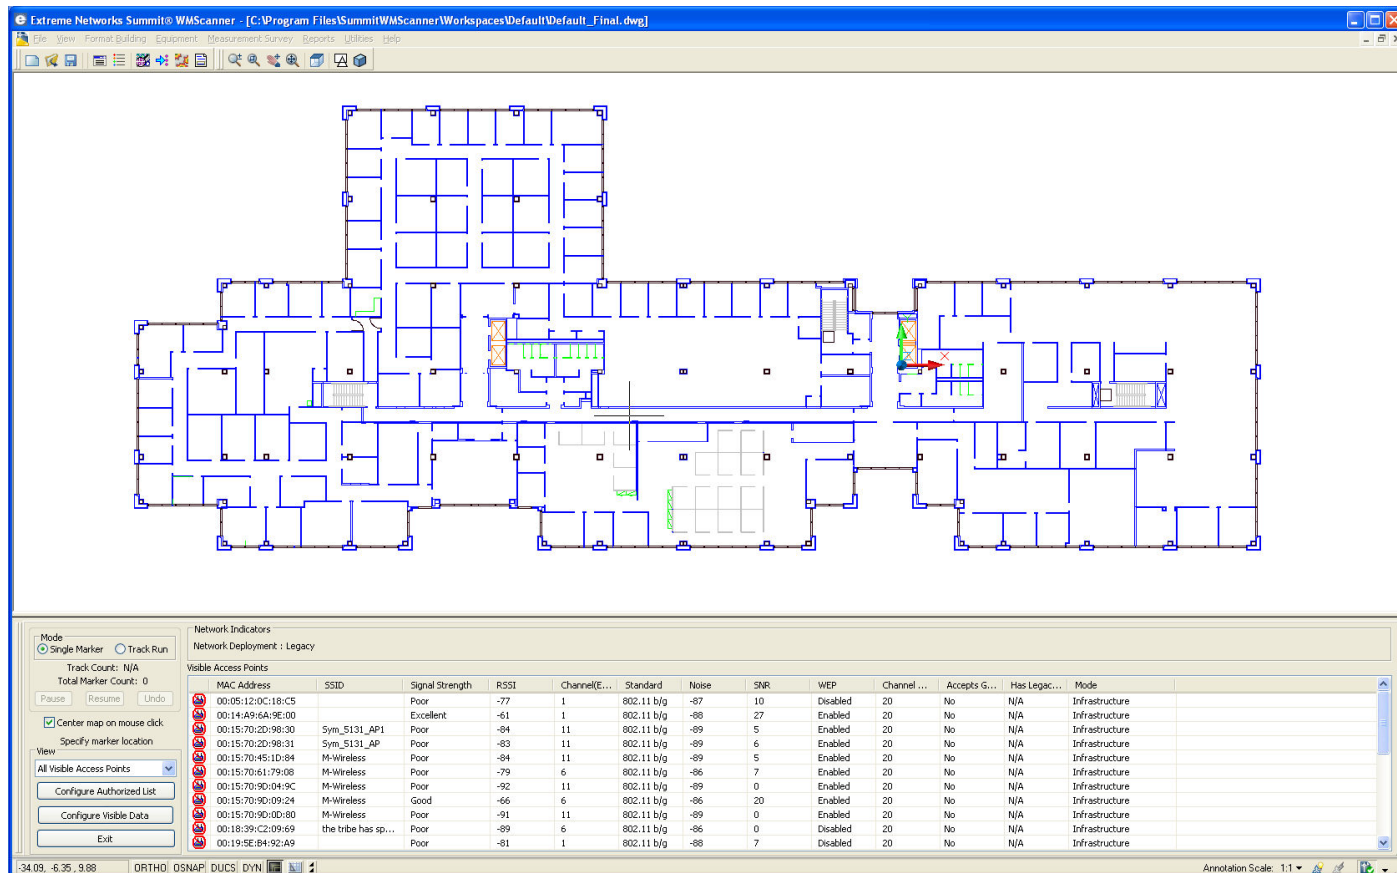 Extreme Networks Summit® WMScanner - [C:\Program Files\SummitWMScanner\Workspaces\Default\Default_Final.dwg]
File View Format Building Equipment Measurement Survey Reports Utilities Help
Mode
Single Marker Track Run
Track Count: N/A
Total Marker Count: 0
Pause Resume Undo
Center map on mouse click
Specify marker location
View
All Visible Access Points
Configure Authorized List
Configure Visible Data
Exit
Network Indicators
Network Deployment : Legacy
Visible Access Points
MAC Address SSID Signal Strength RSSI Channel(E... Standard Noise SNR WEP Channel ... Accepts G... Has Legac... Mode
00:05:12:0C:18:C5 Poor -77 1 802.11 b/g -87 10 Disabled 20 No N/A Infrastructure
00:14:A9:6A:9E:00 Excellent -61 1 802.11 b/g -88 27 Enabled 20 No N/A Infrastructure
00:15:70:2D:98:30 Sym_5131_AP1 Poor -84 11 802.11 b/g -89 5 Enabled 20 No N/A Infrastructure
00:15:70:2D:98:31 Sym_5131_AP Poor -83 11 802.11 b/g -89 6 Enabled 20 No N/A Infrastructure
00:15:70:45:1D:84 M-Wireless Poor -84 11 802.11 b/g -89 5 Enabled 20 No N/A Infrastructure
00:15:70:61:79:08 M-Wireless Poor -79 6 802.11 b/g -86 7 Enabled 20 No N/A Infrastructure
00:15:70:9D:04:9C M-Wireless Poor -92 11 802.11 b/g -89 0 Enabled 20 No N/A Infrastructure
00:15:70:9D:09:24 M-Wireless Good -66 6 802.11 b/g -86 20 Enabled 20 No N/A Infrastructure
00:15:70:9D:0D:80 M-Wireless Poor -91 11 802.11 b/g -89 0 Enabled 20 No N/A Infrastructure
00:18:39:C2:09:69 the tribe has sp... Poor -89 6 802.11 b/g -86 0 Disabled 20 No N/A Infrastructure
00:19:5E:B4:92:A9 Poor -81 1 802.11 b/g -88 7 Disabled 20 No N/A Infrastructure
-34.09, -6.35 , 9.88 ORTHO OSNAP DUCS DYN Annotation Scale: 1:1